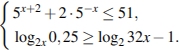 5^{x+2} + 2 · 5^{-x} ≤ 51,
log_{2x} 0,25 ≥ log_2 32x − 1.